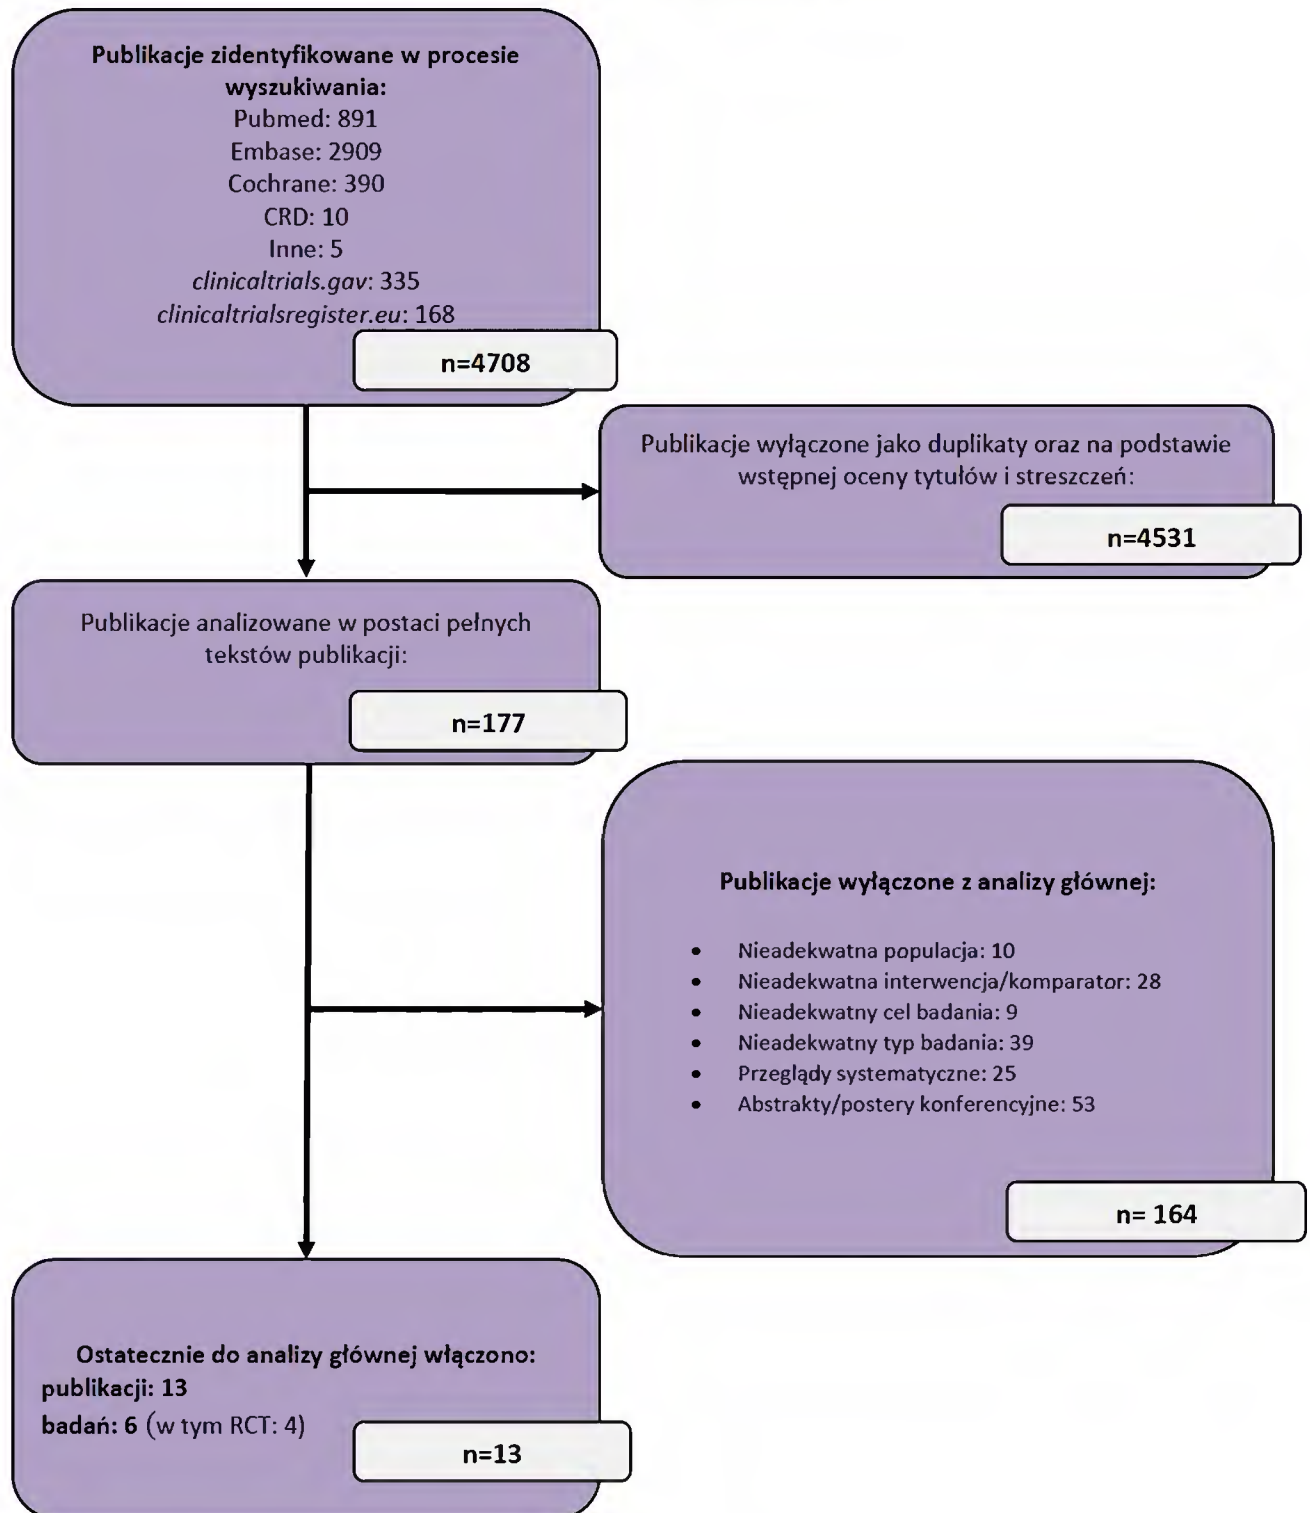 Publikacje zidentyfikowane w procesie
wyszukiwania:
Pubmed: 891
Embase: 2909
Cochrane: 390
CRD: 10
Inne: 5
clinicaltrials.gav: 335
clinicaltrialsregister.eu: 168
n=4708
Publikacje wyłączone jako duplikaty oraz na podstawie
wstępnej oceny tytułów i streszczeń:
n=4531
Publikacje analizowane w postaci pełnych
tekstów publikacji:
n=177
Publikacje wyłączone z analizy głównej:
• Nieadekwatna populacja: 10
• Nieadekwatna interwencja/komparator: 28
• Nieadekwatny cel badania: 9
• Nieadekwatny typ badania: 39
• Przeglądy systematyczne: 25
• Abstrakty/postery konferencyjne: 53
n= 164
Ostatecznie do analizy głównej włączono:
publikacji: 13
badań: 6 (w tym RCT: 4)
n=13